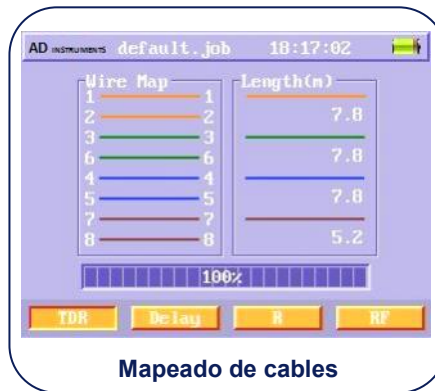 AD INSTRUMENTS default.job 18:17:02
Wire Map Length(m)
1 1
2 2 7.8
3 3
6 6 7.8
4 4
5 5 7.8
7 7
8 8 5.2
100%
TDR Delay R RF
Mapeado de cables